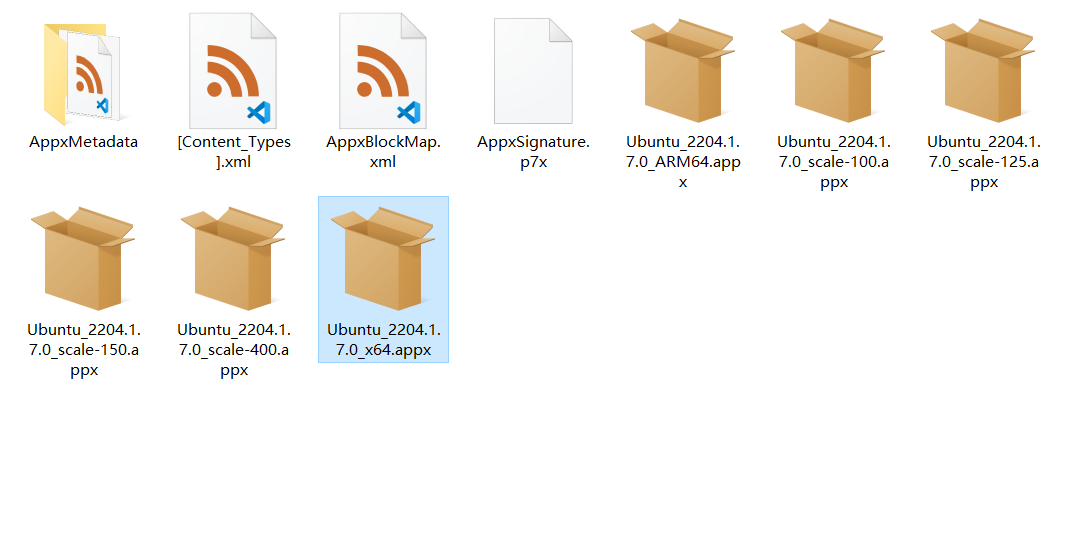 AppxMetadata
[Content_Types
].xml
AppxBlockMap.
xml
AppxSignature.
p7x
Ubuntu_2204.1.
7.0_ARM64.app
x
Ubuntu_2204.1.
7.0_scale-100.a
ppx
Ubuntu_2204.1.
7.0_scale-125.a
ppx
Ubuntu_2204.1.
7.0_scale-150.a
ppx
Ubuntu_2204.1.
7.0_scale-400.a
ppx
Ubuntu_2204.1.
7.0_x64.appx